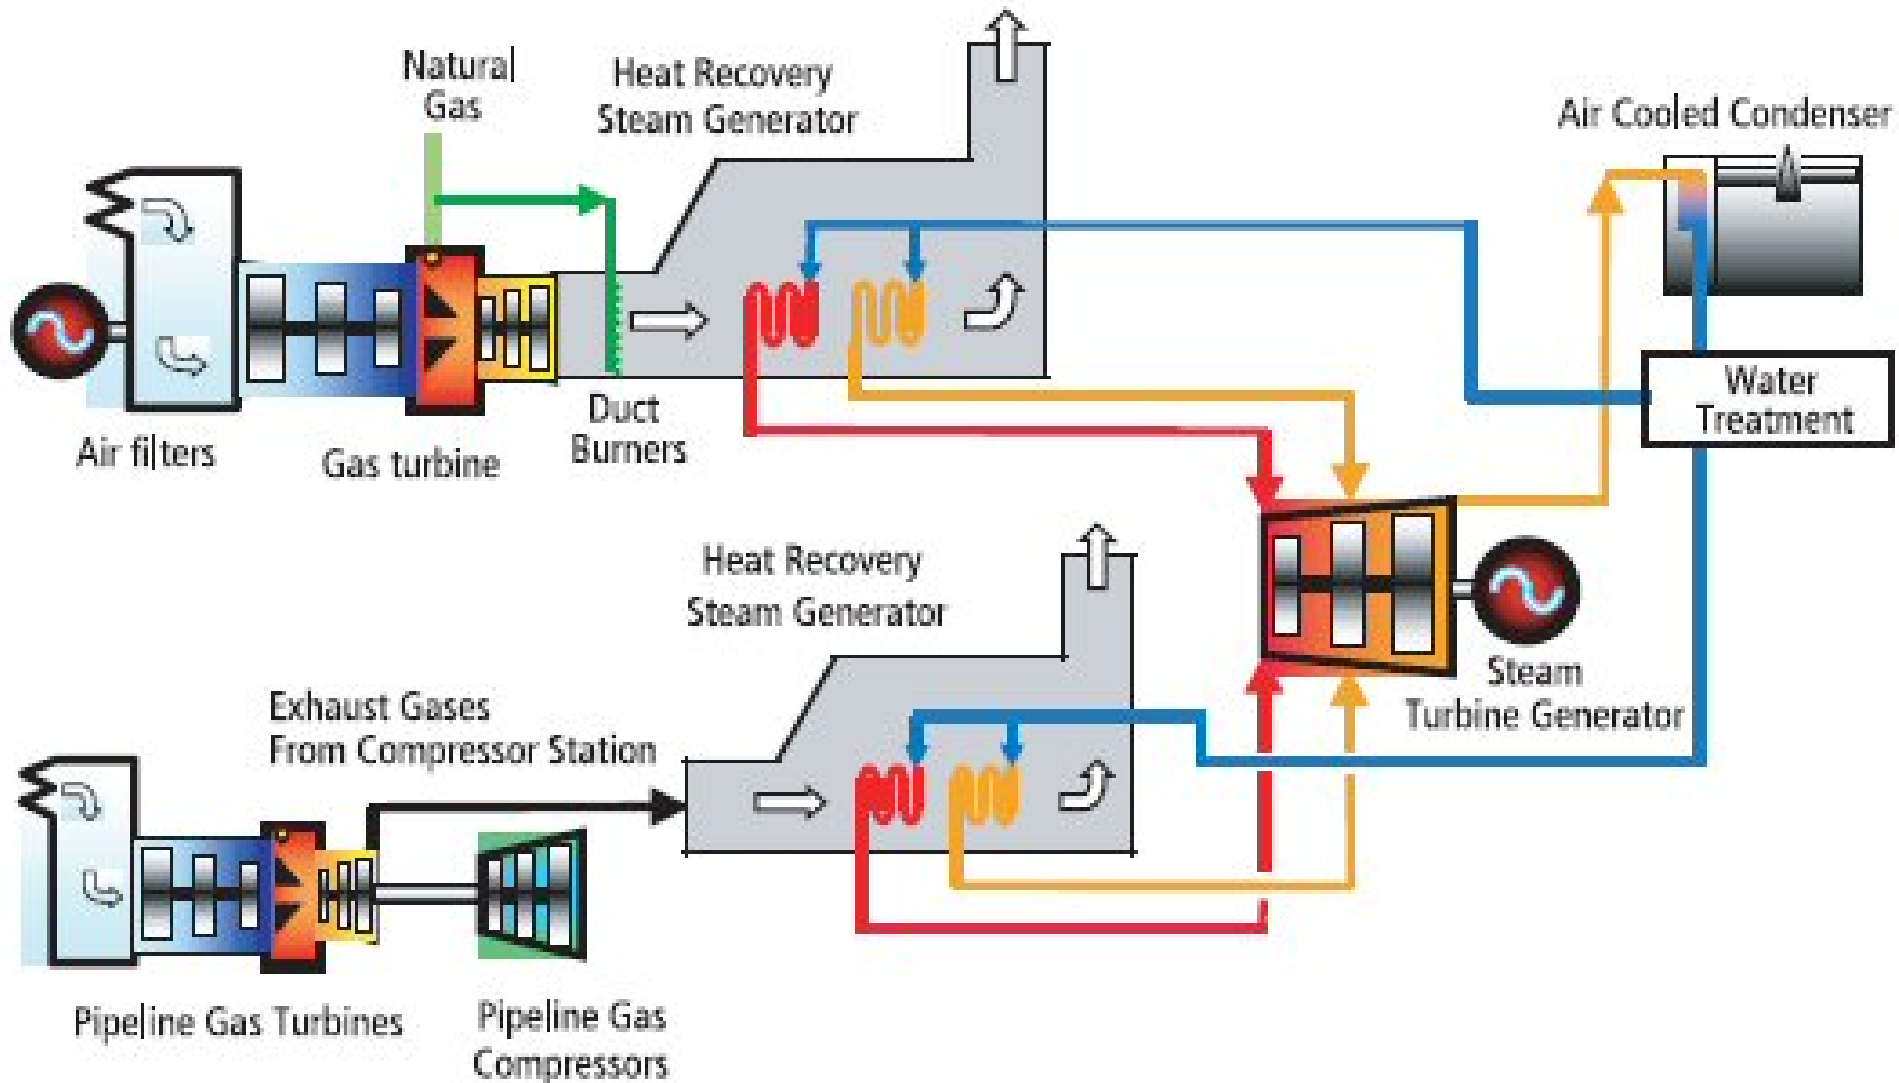 Natural
Gas
Heat Recovery
Steam Generator
Air Cooled Condenser
Air filters
Gas turbine
Duct
Burners
Water
Treatment
Heat Recovery
Steam Generator
Steam
Turbine Generator
Exhaust Gases
From Compressor Station
Pipeline Gas Turbines
Pipeline Gas
Compressors